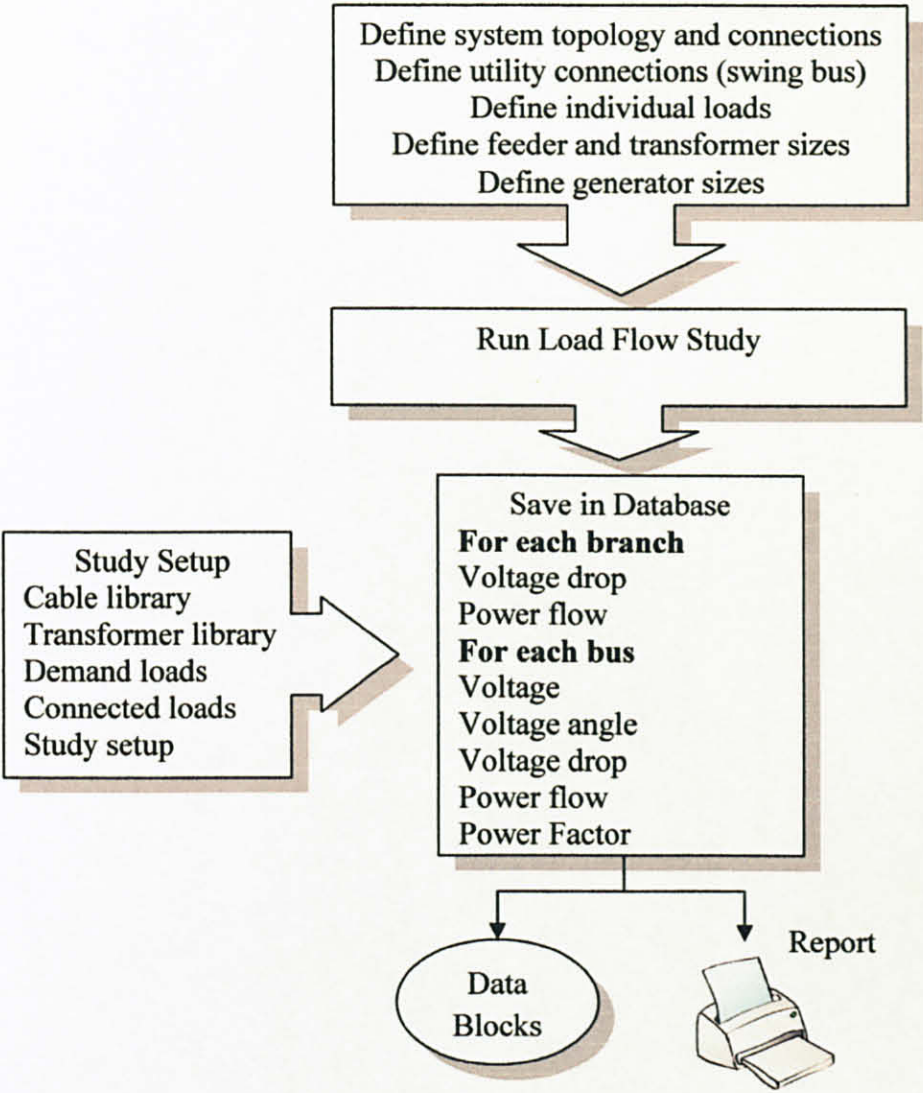 Define system topology and connections
Define utility connections (swing bus)
Define individual loads
Define feeder and transformer sizes
Define generator sizes
Run Load Flow Study
Study Setup
Cable library
Transformer library
Demand loads
Connected loads
Study setup
Save in Database
For each branch
Voltage drop
Power flow
For each bus
Voltage
Voltage angle
Voltage drop
Power flow
Power Factor
Data
Blocks
Report